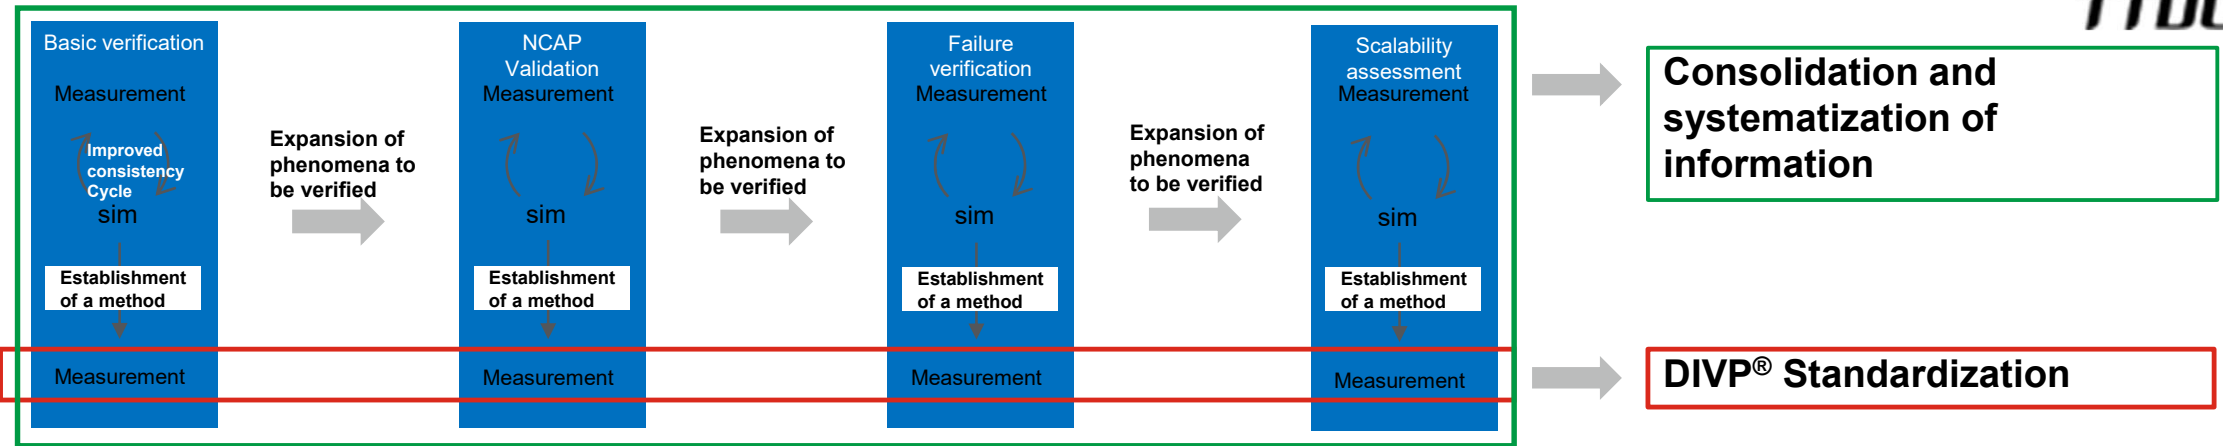 Basic verification
Measurement
Improved
consistency
Cycle
sim
Establishment
of a method
Measurement
Expansion of
phenomena to
be verified
NCAP
Validation
Measurement
sim
Establishment
of a method
Measurement
Expansion of
phenomena to
be verified
Failure
verification
Measurement
sim
Establishment
of a method
Measurement
Expansion of
phenomena
to be verified
Scalability
assessment
Measurement
sim
Establishment
of a method
Measurement
Consolidation and
systematization of
information
DIVP® Standardization